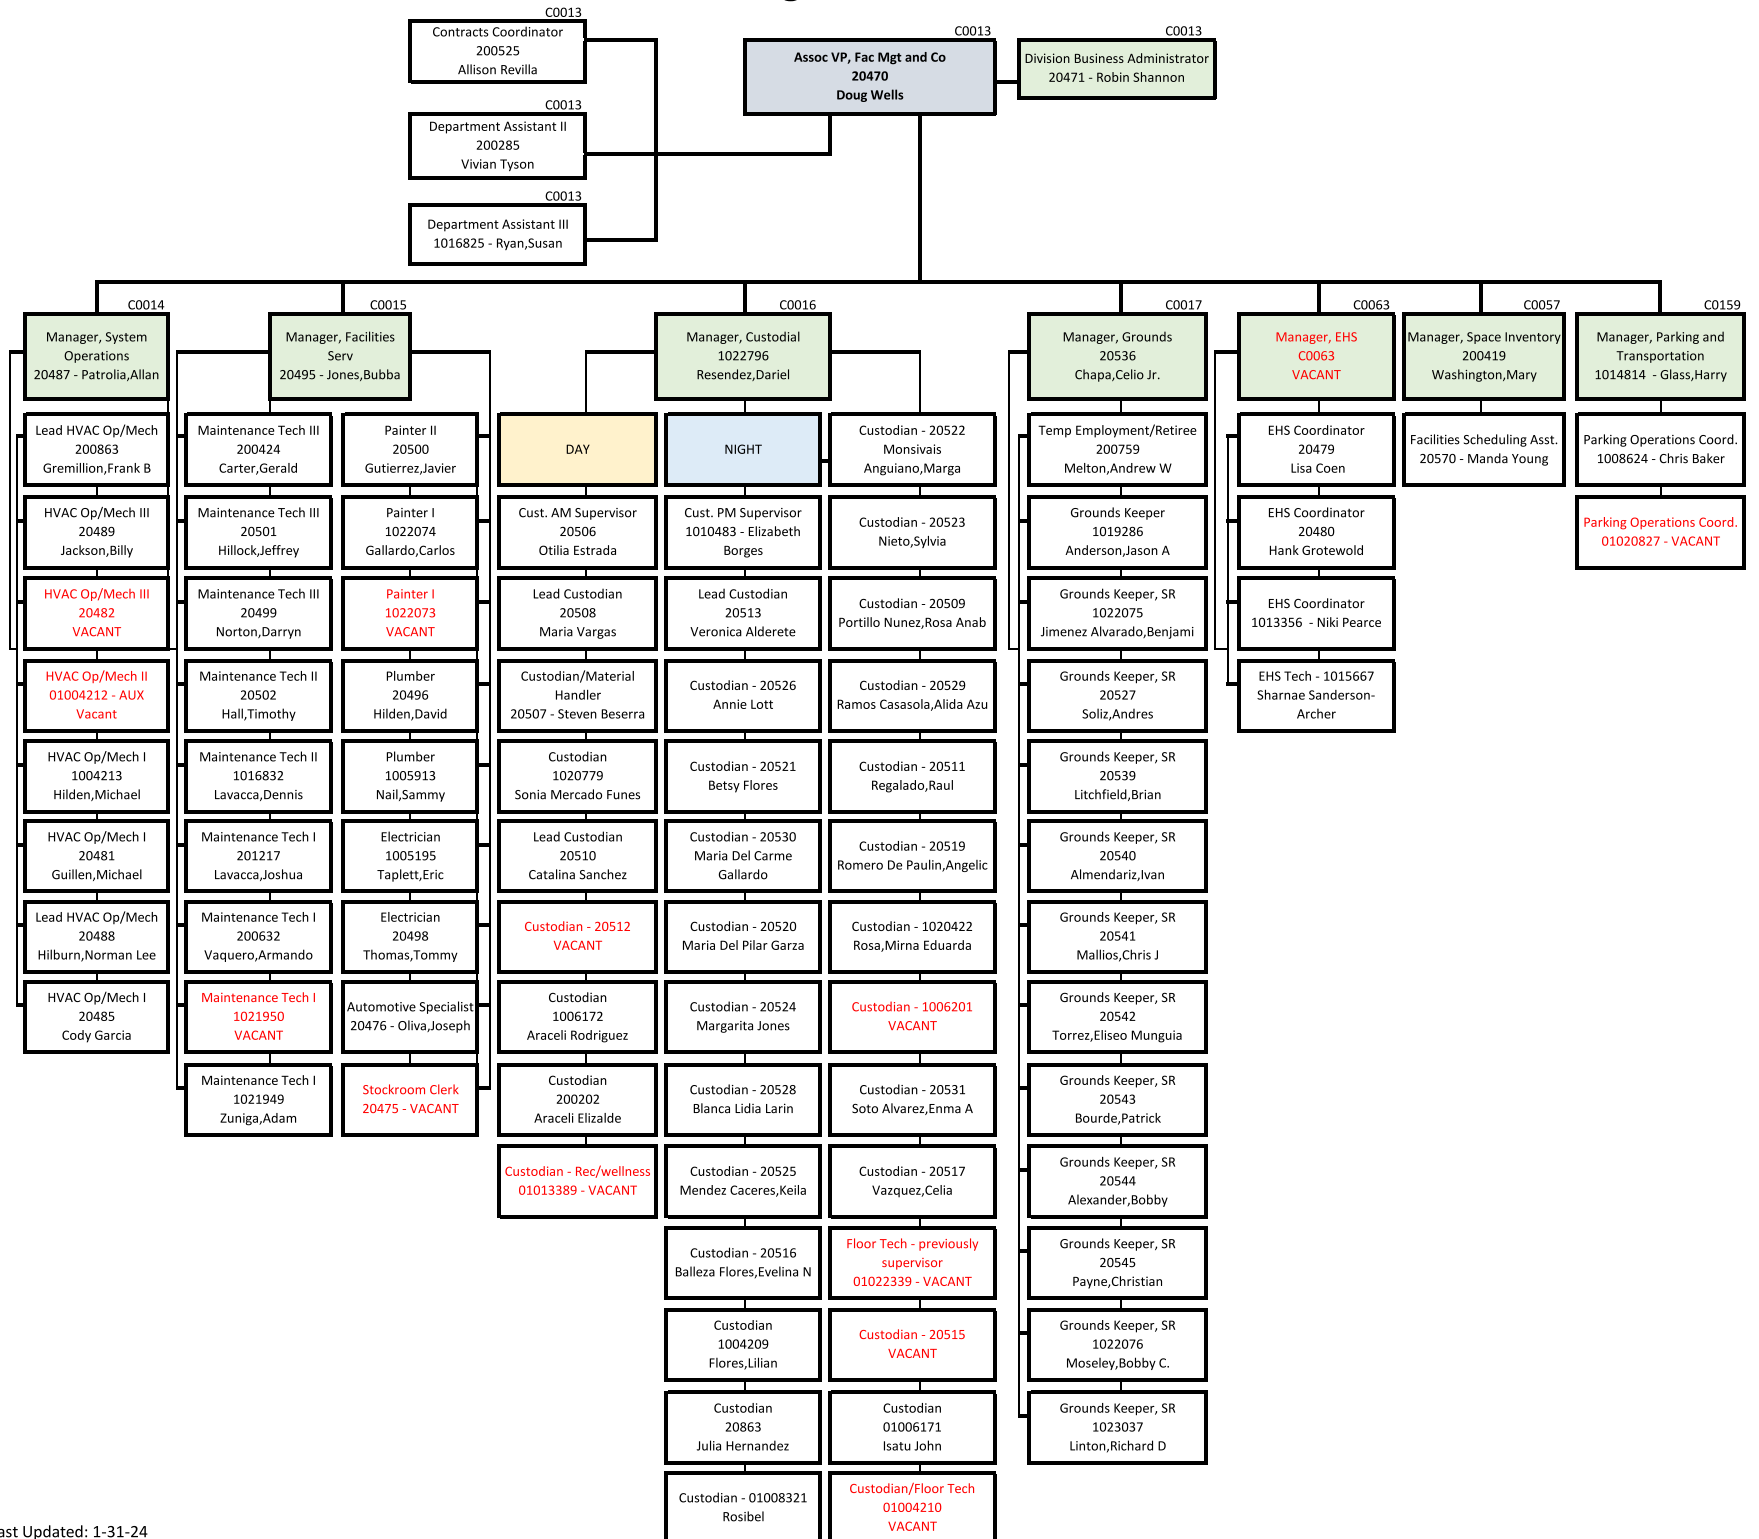 C0013
Contracts Coordinator
200525
Allison Revilla
C0013
Assoc VP, Fac Mgt and Co
20470
Doug Wells
C0013
Division Business Administrator
20471 - Robin Shannon
C0013
Department Assistant II
200285
Vivian Tyson
C0013
Department Assistant III
1016825 - Ryan,Susan
C0014
Manager, System
Operations
20487 - Patrolia,Allan
C0015
Manager, Facilities
Serv
20495 - Jones,Bubba
C0016
Manager, Custodial
1022796
Resendez,Dariel
C0017
Manager, Grounds
20536
Chapa,Celio Jr.
C0063
Manager, EHS
C0063
VACANT
C0057
Manager, Space Inventory
200419
Washington,Mary
C0159
Manager, Parking and
Transportation
1014814  - Glass,Harry
Lead HVAC Op/Mech
200863
Gremillion,Frank B
HVAC Op/Mech III
20489
Jackson,Billy
HVAC Op/Mech III
20482
VACANT
HVAC Op/Mech II
01004212 - AUX
Vacant
HVAC Op/Mech I
1004213
Hilden,Michael
HVAC Op/Mech I
20481
Guillen,Michael
Lead HVAC Op/Mech
20488
Hilburn,Norman Lee
HVAC Op/Mech I
20485
Cody Garcia
Maintenance Tech III
200424
Carter,Gerald
Maintenance Tech III
20501
Hillock,Jeffrey
Maintenance Tech III
20499
Norton,Darryn
Maintenance Tech II
20502
Hall,Timothy
Maintenance Tech II
1016832
Lavacca,Dennis
Maintenance Tech I
201217
Lavacca,Joshua
Maintenance Tech I
200632
Vaquero,Armando
Maintenance Tech I
1021950
VACANT
Maintenance Tech I
1021949
Zuniga,Adam
Painter II
20500
Gutierrez,Javier
Painter I
1022074
Gallardo,Carlos
Painter I
1022073
VACANT
Plumber
20496
Hilden,David
Plumber
1005913
Nail,Sammy
Electrician
1005195
Taplett,Eric
Electrician
20498
Thomas,Tommy
Automotive Specialist
20476 - Oliva,Joseph
Stockroom Clerk
20475 - VACANT
DAY
Cust. AM Supervisor
20506
Otilia Estrada
Lead Custodian
20508
Maria Vargas
Custodian/Material
Handler
20507 - Steven Beserra
Custodian
1020779
Sonia Mercado Funes
Lead Custodian
20510
Catalina Sanchez
Custodian - 20512
VACANT
Custodian
1006172
Araceli Rodriguez
Custodian
200202
Araceli Elizalde
Custodian - Rec/wellness
01013389 - VACANT
NIGHT
Cust. PM Supervisor
1010483 - Elizabeth
Borges
Lead Custodian
20513
Veronica Alderete
Custodian - 20526
Annie Lott
Custodian - 20521
Betsy Flores
Custodian - 20530
Maria Del Carme
Gallardo
Custodian - 20520
Maria Del Pilar Garza
Custodian - 20524
Margarita Jones
Custodian - 20528
Blanca Lidia Larin
Custodian - 20525
Mendez Caceres,Keila
Custodian - 20516
Balleza Flores,Evelina N
Custodian
1004209
Flores,Lilian
Custodian
20863
Julia Hernandez
Custodian - 01008321
Rosibel
Custodian - 20522
Monsivais
Anguiano,Marga
Custodian - 20523
Nieto,Sylvia
Custodian - 20509
Portillo Nunez,Rosa Anab
Custodian - 20529
Ramos Casasola,Alida Azu
Custodian - 20511
Regalado,Raul
Custodian - 20519
Romero De Paulin,Angelic
Custodian - 1020422
Rosa,Mirna Eduarda
Custodian - 1006201
VACANT
Custodian - 20531
Soto Alvarez,Enma A
Custodian - 20517
Vazquez,Celia
Floor Tech - previously
supervisor
01022339 - VACANT
Custodian - 20515
VACANT
Custodian
01006171
Isatu John
Custodian/Floor Tech
01004210
VACANT
Temp Employment/Retiree
200759
Melton,Andrew W
Grounds Keeper
1019286
Anderson,Jason A
Grounds Keeper, SR
1022075
Jimenez Alvarado,Benjami
Grounds Keeper, SR
20527
Soliz,Andres
Grounds Keeper, SR
20539
Litchfield,Brian
Grounds Keeper, SR
20540
Almendariz,Ivan
Grounds Keeper, SR
20541
Mallios,Chris J
Grounds Keeper, SR
20542
Torrez,Eliseo Munguia
Grounds Keeper, SR
20543
Bourde,Patrick
Grounds Keeper, SR
20544
Alexander,Bobby
Grounds Keeper, SR
20545
Payne,Christian
Grounds Keeper, SR
1022076
Moseley,Bobby C.
Grounds Keeper, SR
1023037
Linton,Richard D
EHS Coordinator
20479
Lisa Coen
EHS Coordinator
20480
Hank Grotewold
EHS Coordinator
1013356  - Niki Pearce
EHS Tech - 1015667
Sharnae Sanderson-
Archer
Facilities Scheduling Asst.
20570 - Manda Young
Parking Operations Coord.
1008624 - Chris Baker
Parking Operations Coord.
01020827 - VACANT
ast Updated: 1-31-24